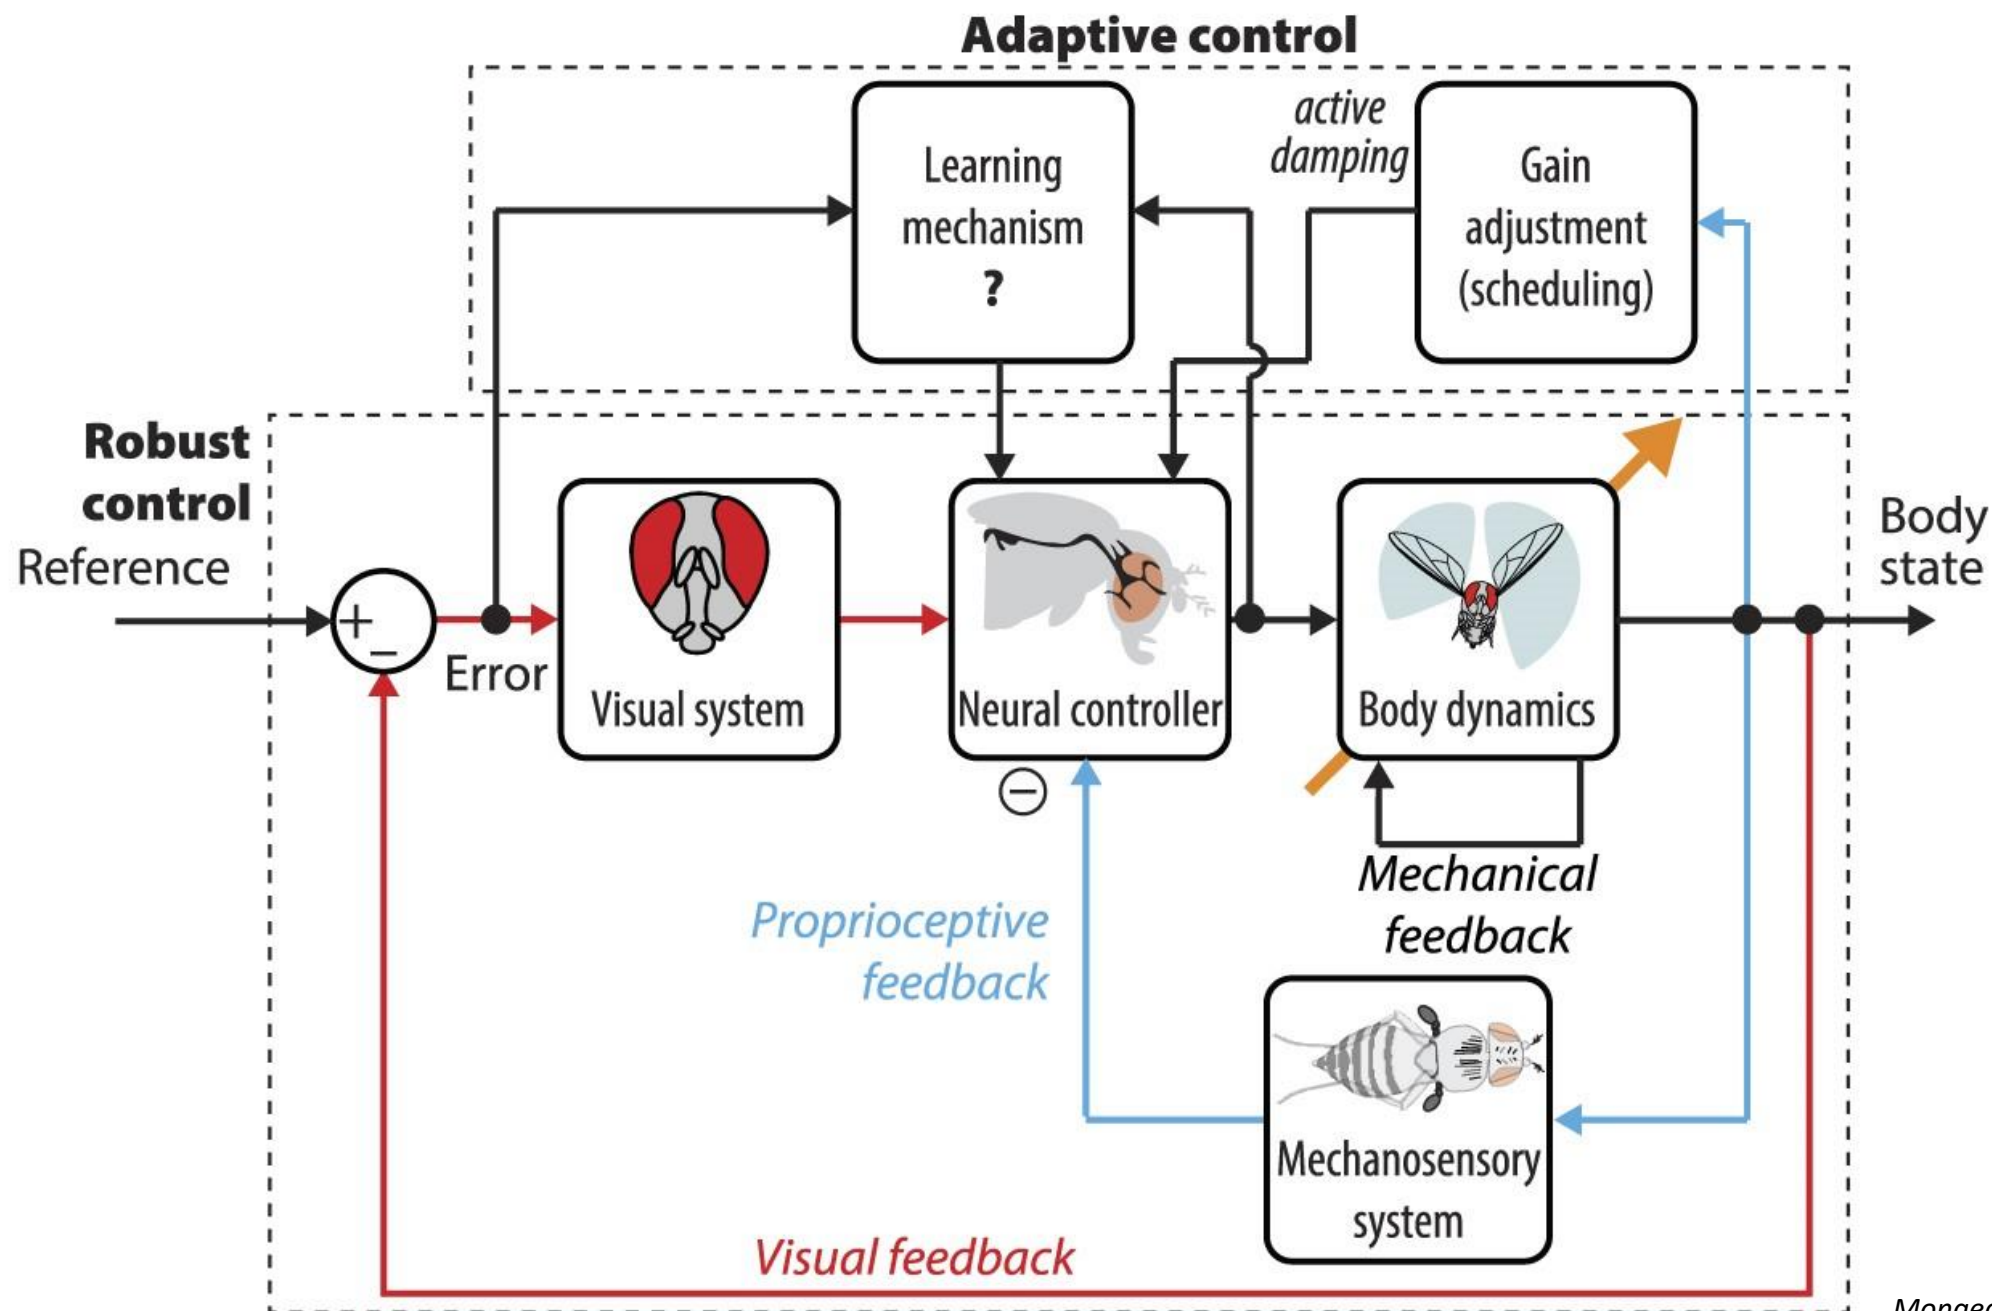 Adaptive control
Learning
mechanism
?
active
damping
Gain
adjustment
(scheduling)
Robust
control
Reference
+
−
Error
Visual system
Neural controller
−
Body dynamics
Body
state
Mechanical
feedback
Proprioceptive
feedback
Mechanosensory
system
Visual feedback